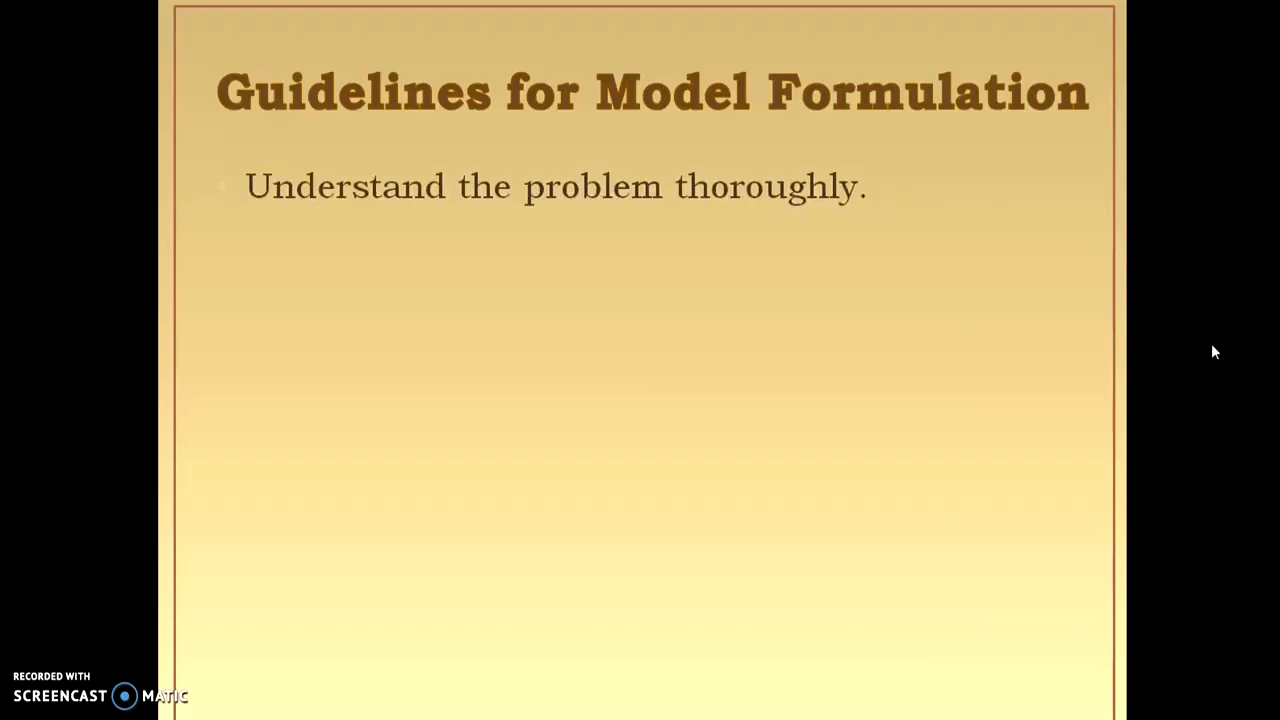 Guidelines for Model Formulation
Understand the problem thoroughly.
RECORDED WITH
SCREENCAST MATIC